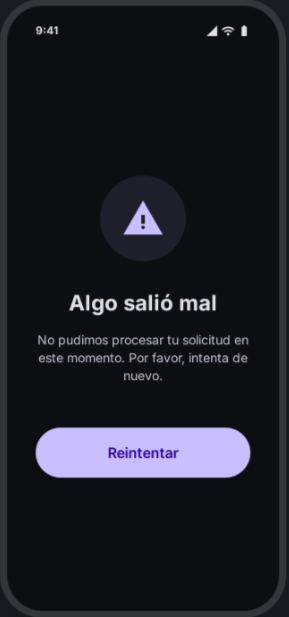 9:41
Algo salió mal
No pudimos procesar tu solicitud en
este momento. Por favor, intenta de
nuevo.
Reintentar